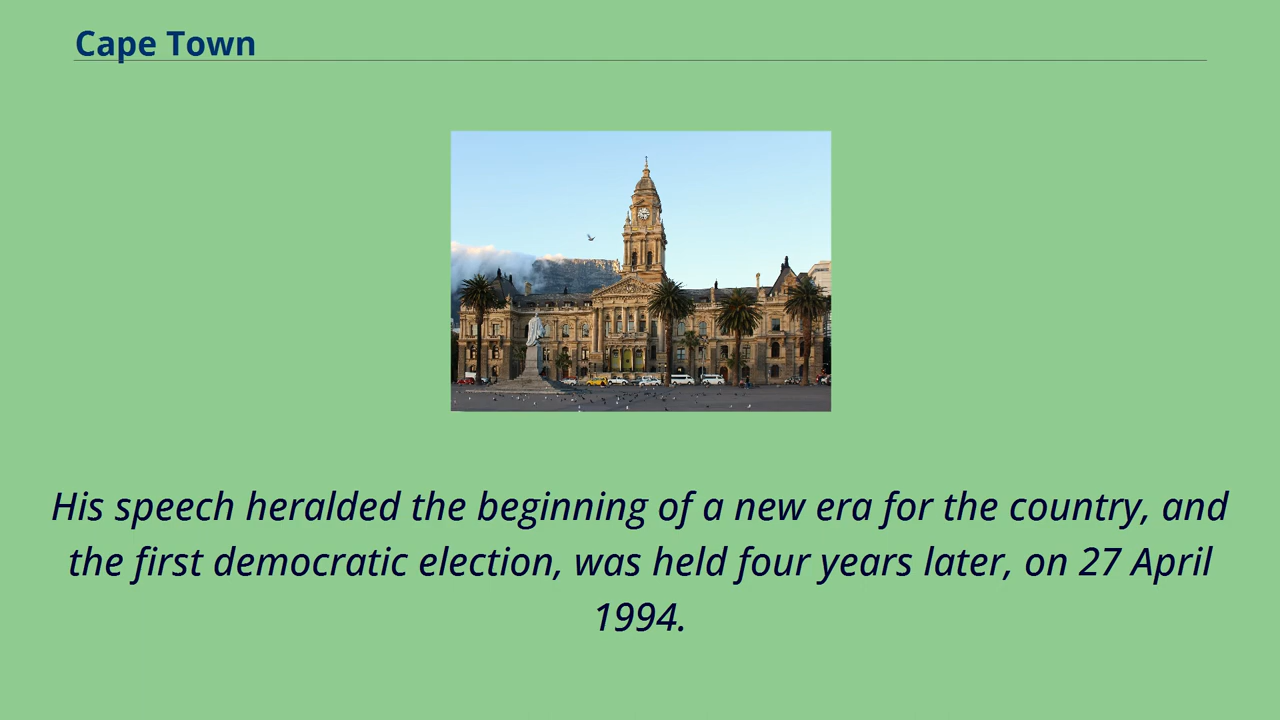 Cape Town
His speech heralded the beginning of a new era for the country, and
the first democratic election, was held four years later, on 27 April
1994.